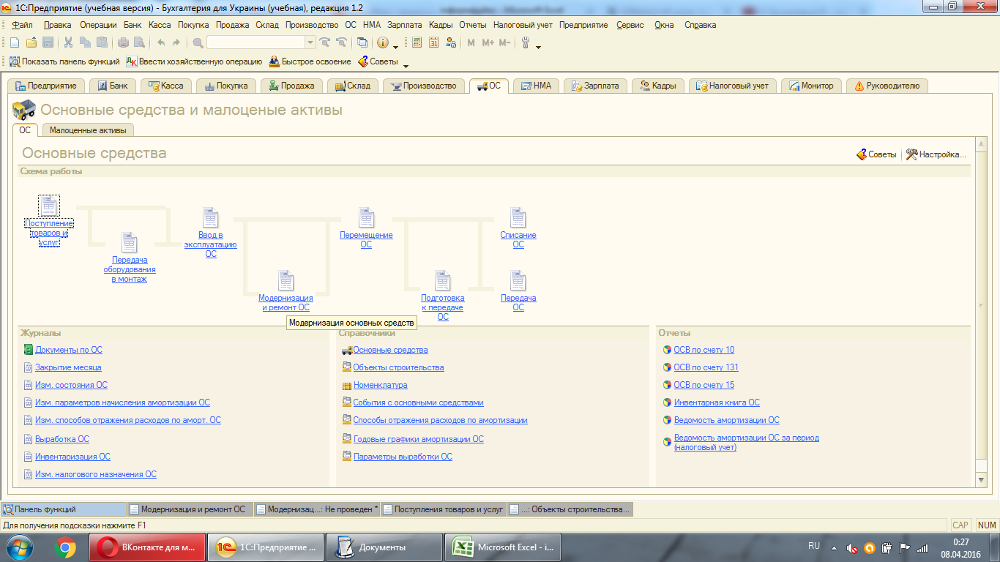 1С:Предприятие (учебная версия) - Бухгалтерия для Украины (учебная), редакция 1.2
Файл Правка Операции Банк Касса Покупка Продажа Склад Производство ОС НМА Зарплата Кадры Отчеты Налоговый учет Предприятие Сервис Окна Справка
M M+ M-
Показать панель функций Ввести хозяйственную операцию Быстрое освоение Советы
Предприятие Банк Касса Покупка Продажа Склад Производство ОС НМА Зарплата Кадры Налоговый учет Монитор Руководителю
Основные средства и малоценые активы
ОС Малоценные активы
Основные средства
Советы Настройка...
Схема работы
Поступление
товаров и
услуг
Передача
оборудования
в монтаж
Ввод в
эксплуатацию
ОС
Модернизация
и ремонт ОС
Перемещение
ОС
Подготовка
к передаче
ОС
Списание
ОС
Передача
ОС
Модернизация основных средств
Журналы
Документы по ОС
Закрытие месяца
Изм. состояния ОС
Изм. параметров начисления амортизации ОС
Изм. способов отражения расходов по аморт. ОС
Выработка ОС
Инвентаризация ОС
Изм. налогового назначения ОС
Справочники
Основные средства
Объекты строительства
Номенклатура
События с основными средствами
Способы отражения расходов по амортизации
Годовые графики амортизации ОС
Параметры выработки ОС
Отчеты
ОСВ по счету 10
ОСВ по счету 131
ОСВ по счету 15
Инвентарная книга ОС
Ведомость амортизации ОС
Ведомость амортизации ОС за период
(налоговый учет)
Панель функций Модернизация и ремонт ОС Модернизац...: Не проведен * Поступления товаров и услуг ...: Объекты строительства...
Для получения подсказки нажмите F1
CAP NUM
ВКонтакте для м... 1С:Предприятие ... Документы Microsoft Excel - i...
RU
0:27
08.04.2016